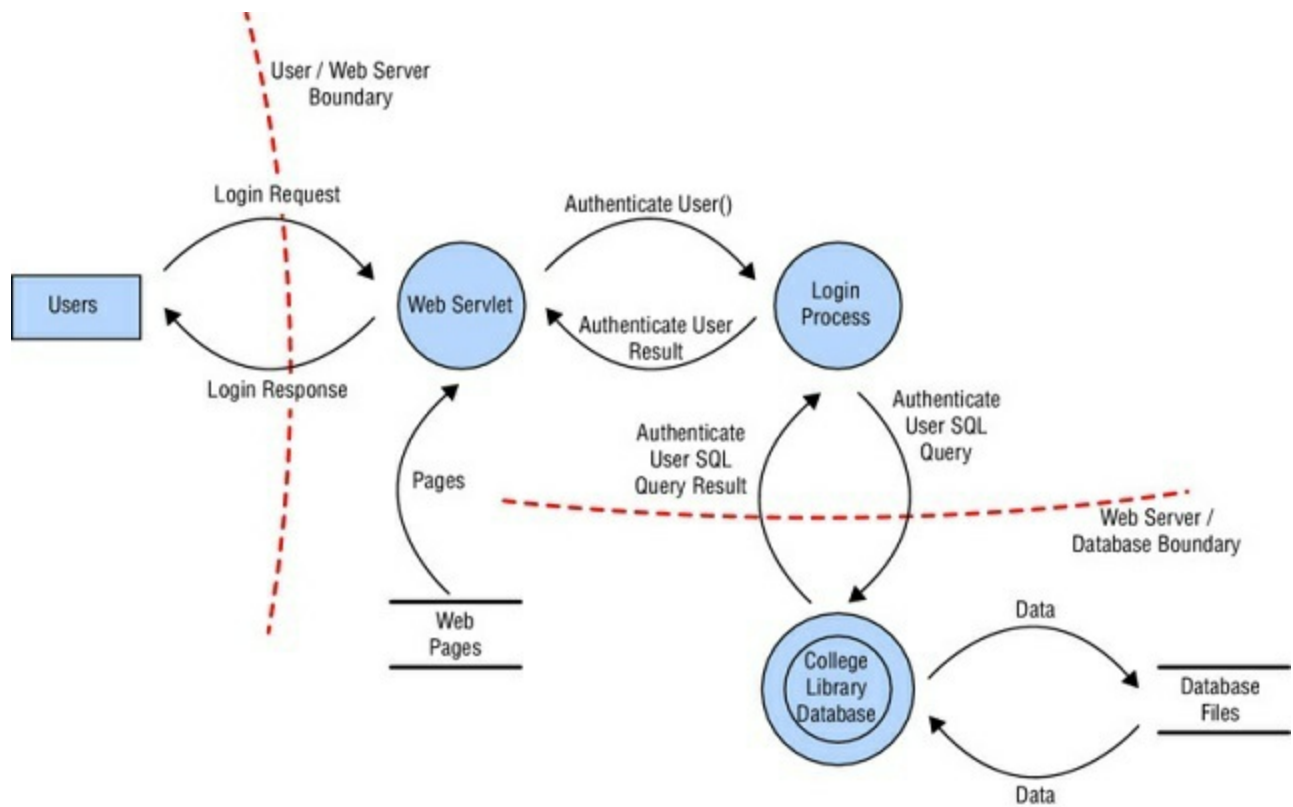 User / Web Server
Boundary
Login Request
Authenticate User()
Users
Web Servlet
Login
Process
Authenticate User
Result
Login Response
Authenticate
User SQL
Query
Authenticate
User SQL
Query Result
Pages
Web Server /
Database Boundary
Web
Pages
Data
College
Library
Database
Database
Files
Data